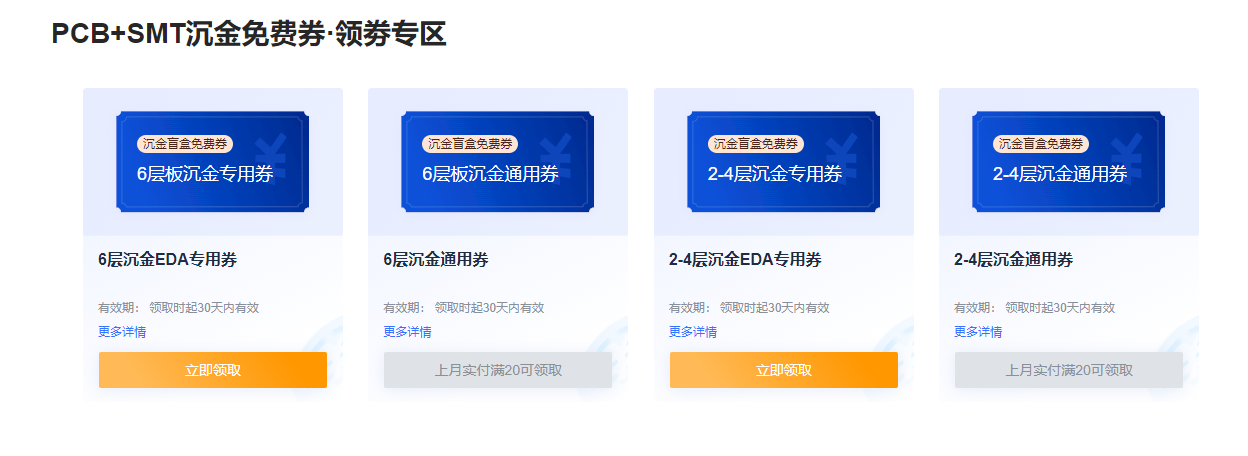 PCB+SMT沉金免费券·领券专区
沉金盲盒免费券
6层板沉金专用券
6层沉金EDA专用券
有效期： 领取时起30天内有效
更多详情
立即领取
沉金盲盒免费券
6层板沉金通用券
6层沉金通用券
有效期： 领取时起30天内有效
更多详情
上月实付满20可领取
沉金盲盒免费券
2-4层沉金专用券
2-4层沉金EDA专用券
有效期： 领取时起30天内有效
更多详情
立即领取
沉金盲盒免费券
2-4层沉金通用券
2-4层沉金通用券
有效期： 领取时起30天内有效
更多详情
上月实付满20可领取